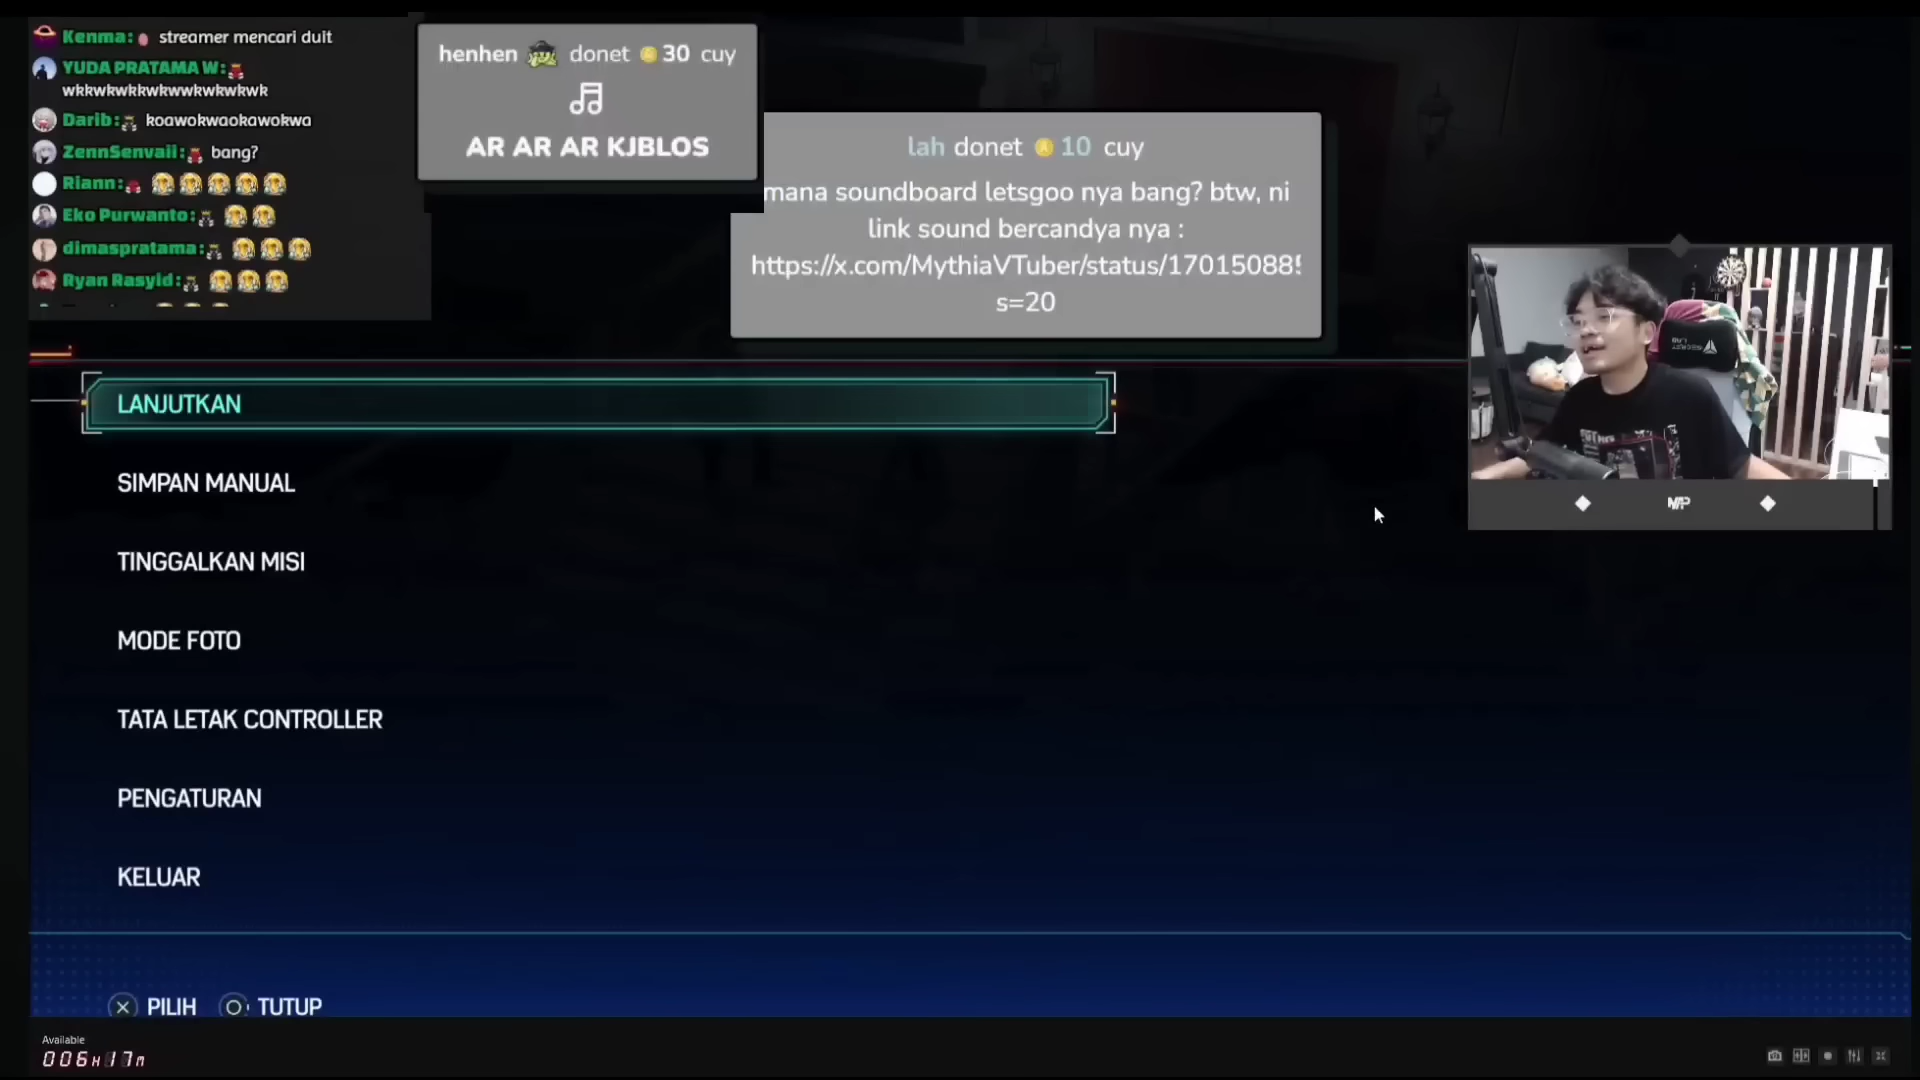 Kenma: streamer mencari duit
YUDA PRATAMA W:
wkkwkwkkwkwwkwkwkwk
Darib: koawokwaokawokwa
ZennSenvaii: bang?
Riann:
Eko Purwanto:
dimaspratama:
Ryan Rasyid:
henhen donet 30 cuy
AR AR AR KJBLOS
lah donet 10 cuy
mana soundboard letsgoo nya bang? btw, ni
link sound bercandya nya :
https://x.com/MythiaVTuber/status/170150885
s=20
LANJUTKAN
SIMPAN MANUAL
TINGGALKAN MISI
MODE FOTO
TATA LETAK CONTROLLER
PENGATURAN
KELUAR
PILIH TUTUP
Available
006H17M